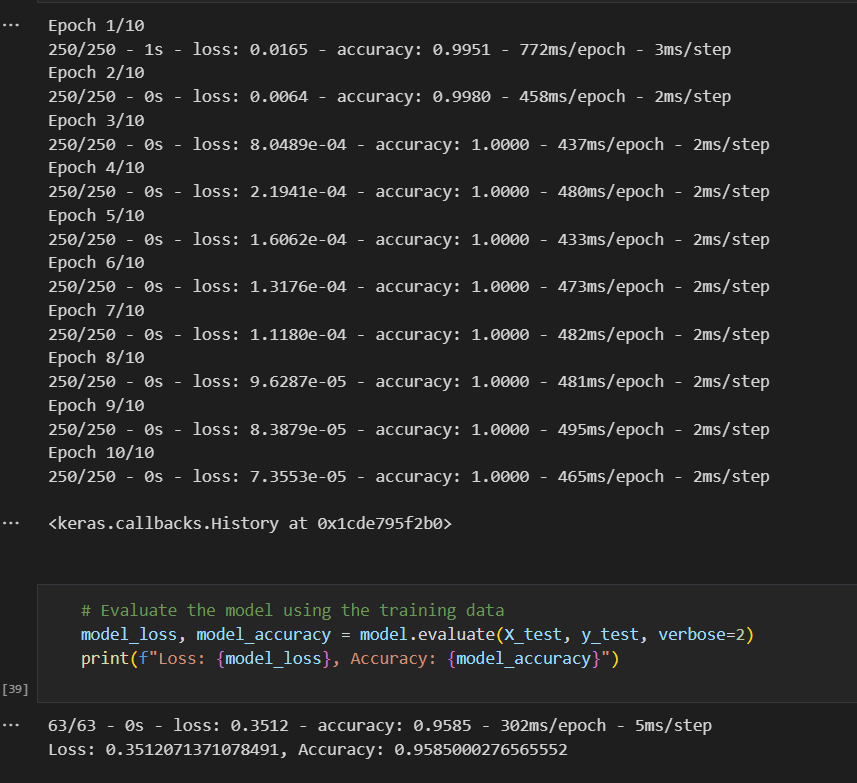 Epoch 1/10
250/250 - 1s - loss: 0.0165 - accuracy: 0.9951 - 772ms/epoch - 3ms/step
Epoch 2/10
250/250 - 0s - loss: 0.0064 - accuracy: 0.9980 - 458ms/epoch - 2ms/step
Epoch 3/10
250/250 - 0s - loss: 8.0489e-04 - accuracy: 1.0000 - 437ms/epoch - 2ms/step
Epoch 4/10
250/250 - 0s - loss: 2.1941e-04 - accuracy: 1.0000 - 480ms/epoch - 2ms/step
Epoch 5/10
250/250 - 0s - loss: 1.6062e-04 - accuracy: 1.0000 - 433ms/epoch - 2ms/step
Epoch 6/10
250/250 - 0s - loss: 1.3176e-04 - accuracy: 1.0000 - 473ms/epoch - 2ms/step
Epoch 7/10
250/250 - 0s - loss: 1.1180e-04 - accuracy: 1.0000 - 482ms/epoch - 2ms/step
Epoch 8/10
250/250 - 0s - loss: 9.6287e-05 - accuracy: 1.0000 - 481ms/epoch - 2ms/step
Epoch 9/10
250/250 - 0s - loss: 8.3879e-05 - accuracy: 1.0000 - 495ms/epoch - 2ms/step
Epoch 10/10
250/250 - 0s - loss: 7.3553e-05 - accuracy: 1.0000 - 465ms/epoch - 2ms/step
<keras.callbacks.History at 0x1cde795f2b0>
# Evaluate the model using the training data
model_loss, model_accuracy = model.evaluate(X_test, y_test, verbose=2)
print(f"Loss: {model_loss}, Accuracy: {model_accuracy}")
[39]
63/63 - 0s - loss: 0.3512 - accuracy: 0.9585 - 302ms/epoch - 5ms/step
Loss: 0.3512071371078491, Accuracy: 0.9585000276565552